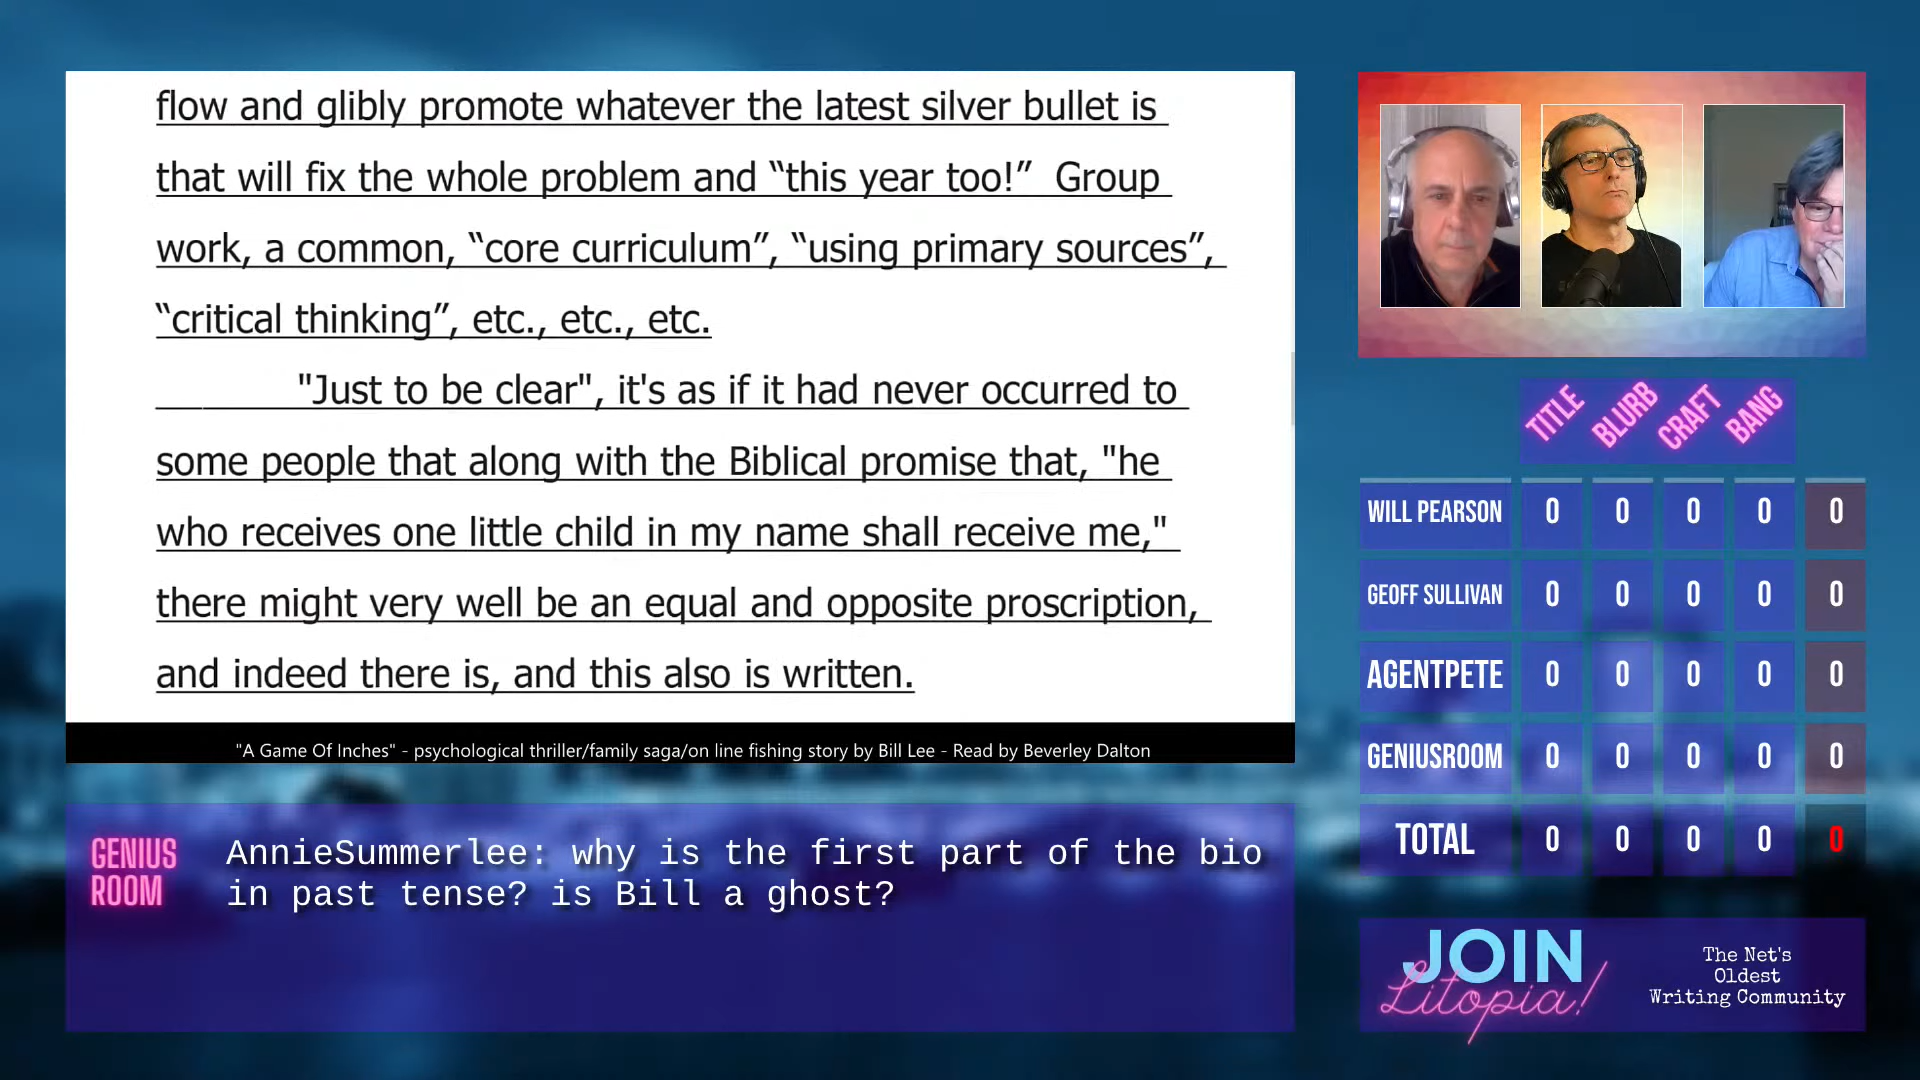 flow and glibly promote whatever the latest silver bullet is
that will fix the whole problem and “this year too!”  Group
work, a common, “core curriculum”, “using primary sources”,
“critical thinking”, etc., etc., etc.
"Just to be clear", it's as if it had never occurred to
some people that along with the Biblical promise that, "he
who receives one little child in my name shall receive me,"
there might very well be an equal and opposite proscription,
and indeed there is, and this also is written.
"A Game Of Inches" - psychological thriller/family saga/on line fishing story by Bill Lee - Read by Beverley Dalton
GENIUS
ROOM
AnnieSummerlee: why is the first part of the bio
in past tense? is Bill a ghost?
TITLE BLURB CRAFT BANG
WILL PEARSON 0 0 0 0 0
GEOFF SULLIVAN 0 0 0 0 0
AGENTPETE 0 0 0 0 0
GENIUSROOM 0 0 0 0 0
TOTAL 0 0 0 0 0
JOIN
Litopia!
The Net's
Oldest
Writing Community